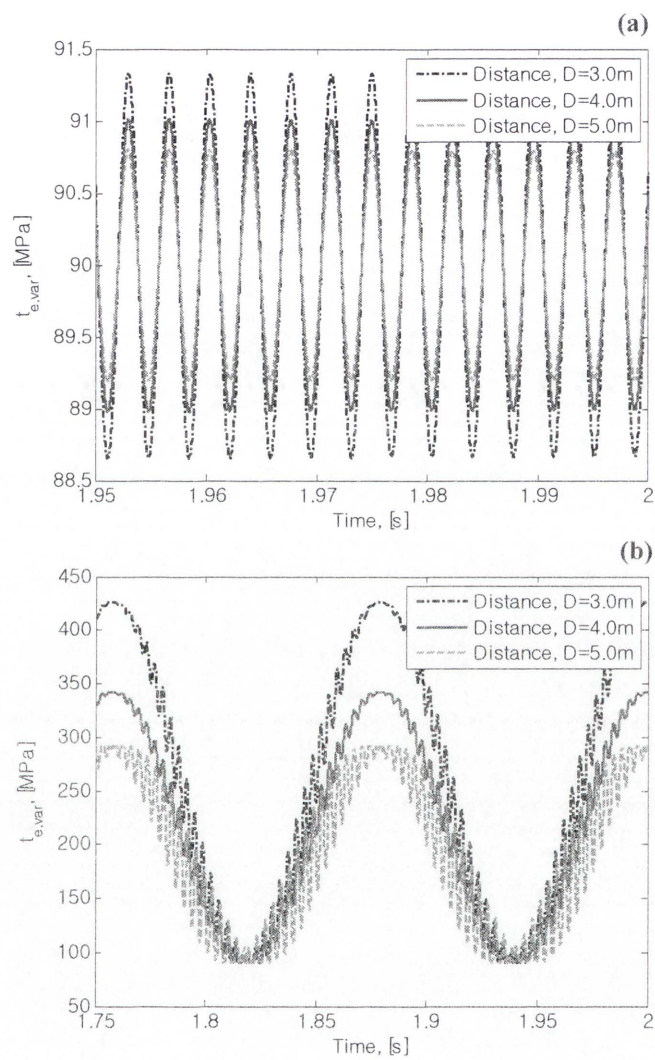 (a)
91.5
91
90.5
90
89.5
89
88.5
t_e.var, [MPa]
Distance, D=3.0m
Distance, D=4.0m
Distance, D=5.0m
1.95 1.96 1.97 1.98 1.99 2
Time, [s]
(b)
450
400
350
300
250
200
150
100
50
t_e.var, [MPa]
Distance, D=3.0m
Distance, D=4.0m
Distance, D=5.0m
1.75 1.8 1.85 1.9 1.95 2
Time, [s]